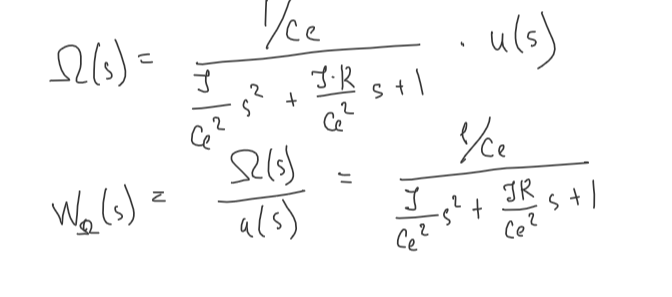 Ω(s) = (1/Ce) / (J/Ce² s² + J·R/Ce² s + 1) · u(s)
W_Ω(s) = Ω(s)/u(s) = (1/Ce) / (J/Ce² s² + JR/Ce² s + 1)